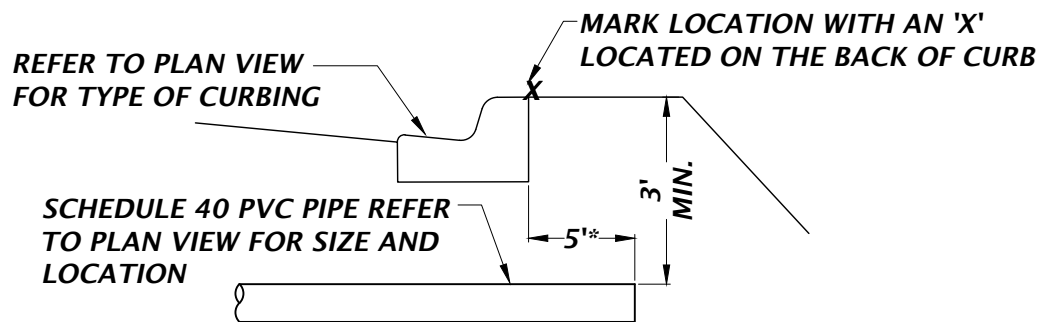 MARK LOCATION WITH AN 'X'
LOCATED ON THE BACK OF CURB
REFER TO PLAN VIEW
FOR TYPE OF CURBING
X
3'
MIN.
SCHEDULE 40 PVC PIPE REFER
TO PLAN VIEW FOR SIZE AND
LOCATION
5'*